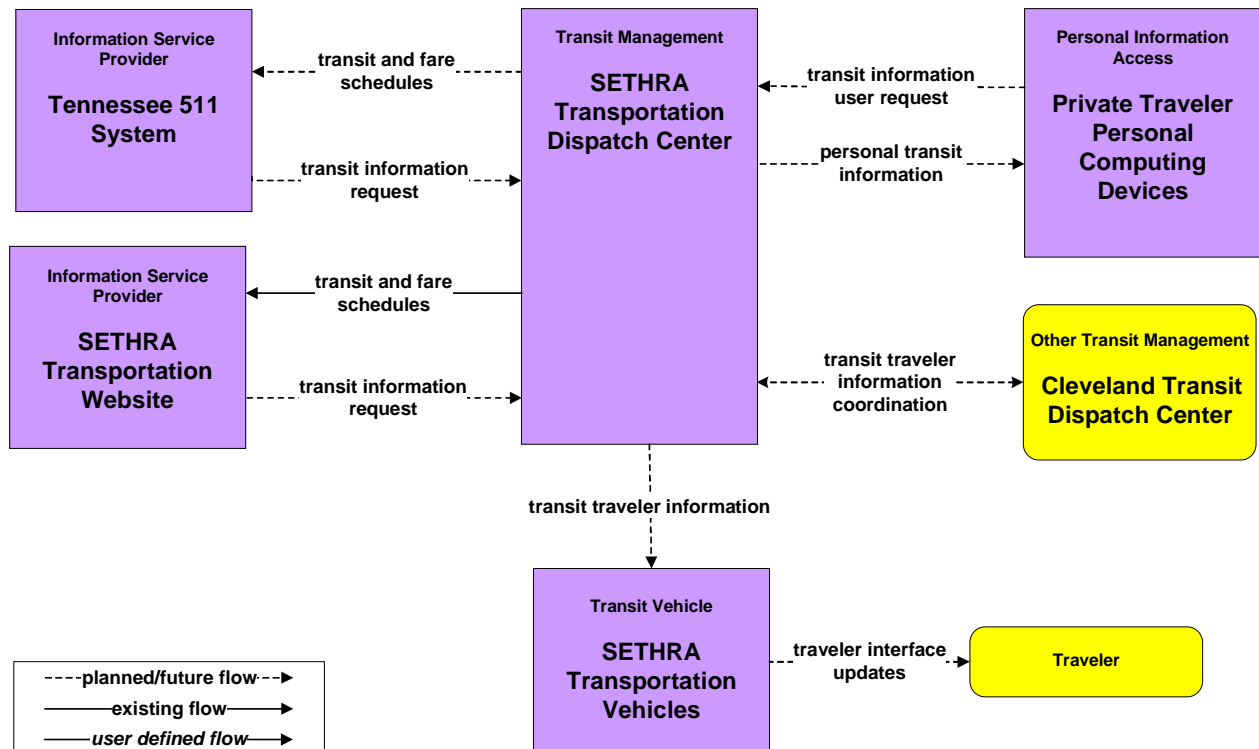 Information Service
Provider
Tennessee 511
System
transit and fare
schedules
transit information
request
Transit Management
SETHRA
Transportation
Dispatch Center
transit information
user request
personal transit
information
Personal Information
Access
Private Traveler
Personal
Computing
Devices
Information Service
Provider
SETHRA
Transportation
Website
transit and fare
schedules
transit information
request
transit traveler
information
coordination
Other Transit Management
Cleveland Transit
Dispatch Center
transit traveler information
Transit Vehicle
SETHRA
Transportation
Vehicles
traveler interface
updates
Traveler
planned/future flow
existing flow
user defined flow